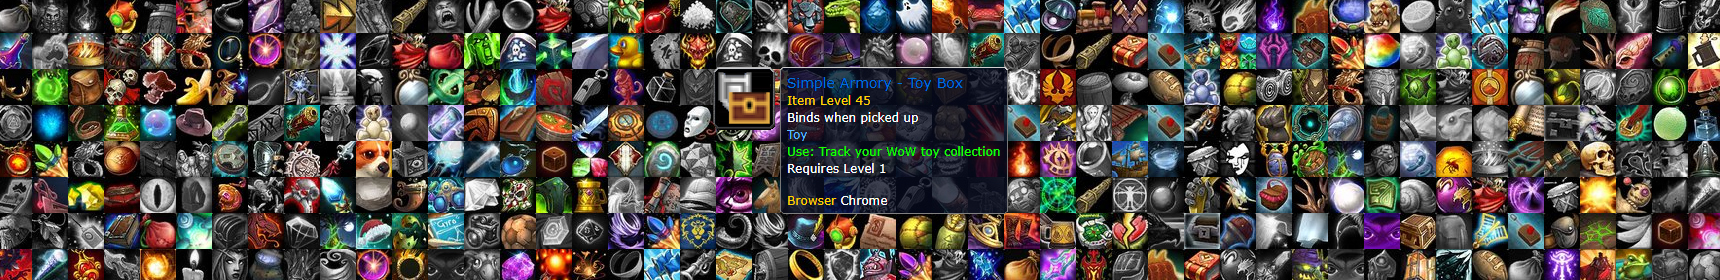 Simple Armory - Toy Box
Item Level 45
Binds when picked up
Toy
Use: Track your WoW toy collection
Requires Level 1
Browser Chrome